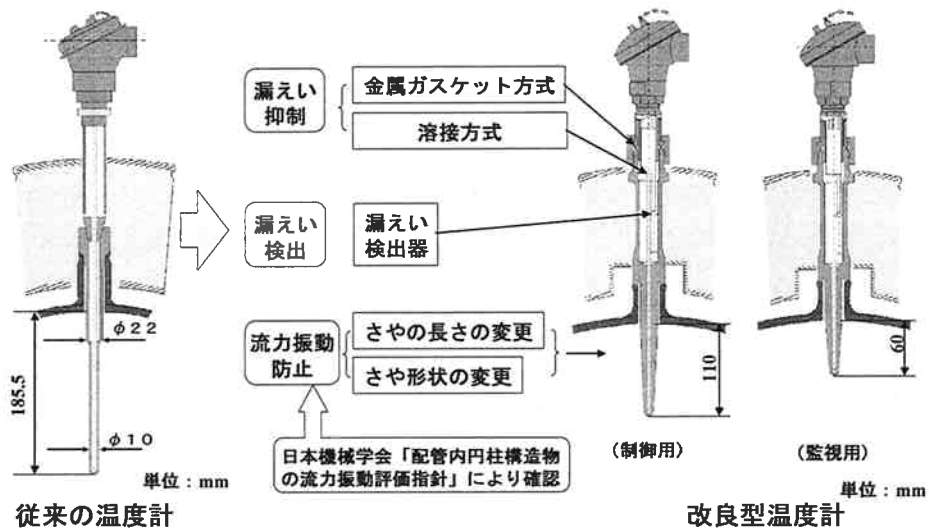 漏えい
抑制
金属ガスケット方式
溶接方式
漏えい
検出
漏えい
検出器
流力振動
防止
さやの長さの変更
さや形状の変更
日本機械学会「配管内円柱構造物
の流力振動評価指針」により確認
185.5
φ22
φ10
単位：mm
従来の温度計
110
60
(制御用)
(監視用)
単位：mm
改良型温度計